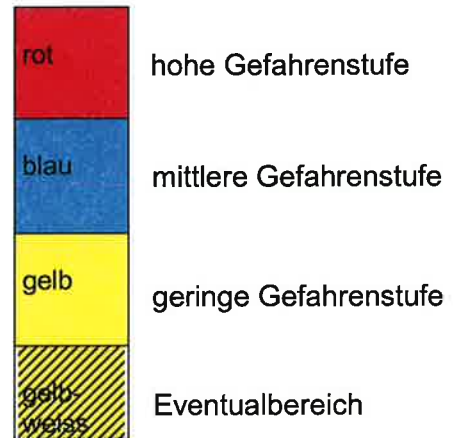 rot
hohe Gefahrenstufe
blau
mittlere Gefahrenstufe
gelb
geringe Gefahrenstufe
gelb-
weiss
Eventualbereich